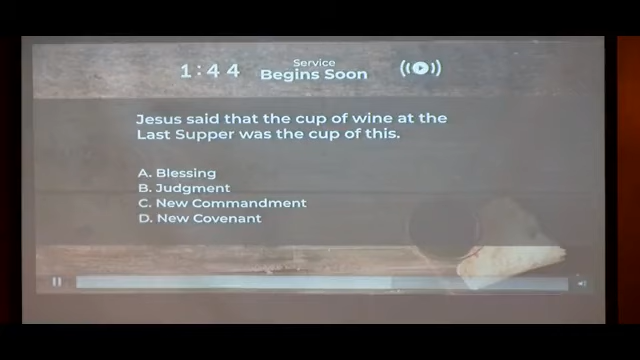 1:44
Service
Begins Soon
Jesus said that the cup of wine at the
Last Supper was the cup of this.
A. Blessing
B. Judgment
C. New Commandment
D. New Covenant